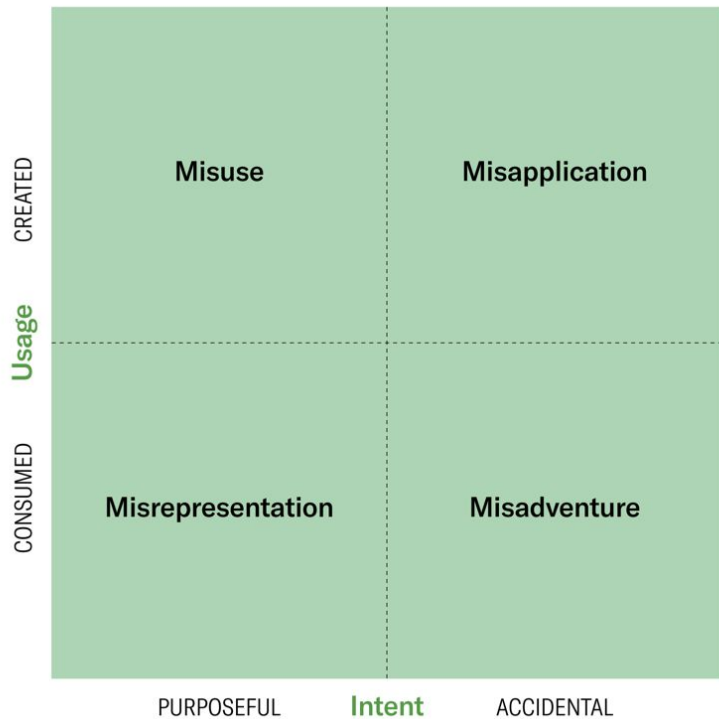 CREATED
Misuse
Misapplication
Usage
CONSUMED
Misrepresentation
Misadventure
PURPOSEFUL
Intent
ACCIDENTAL